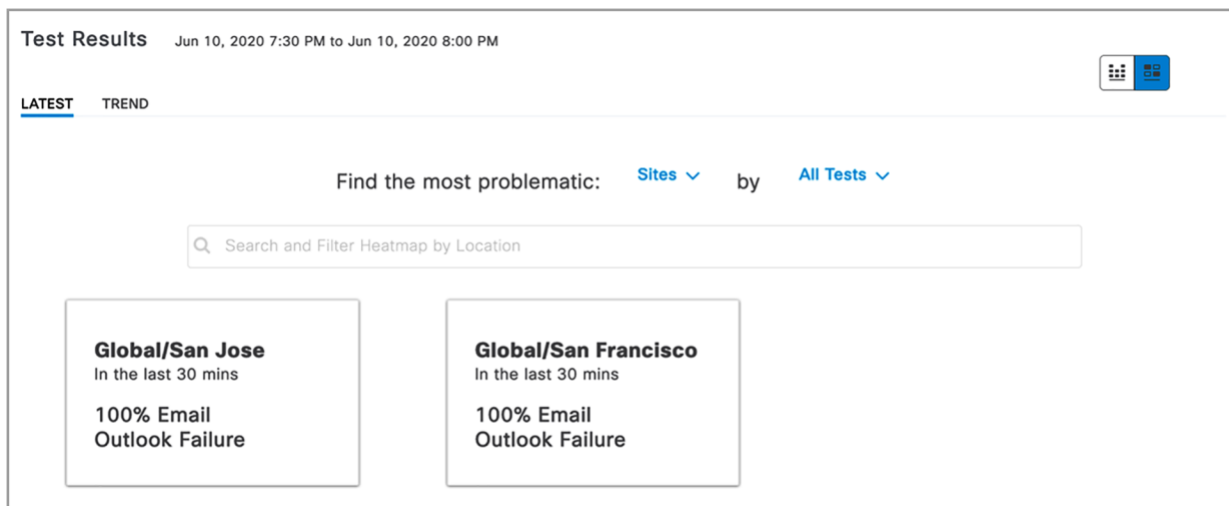 Test Results Jun 10, 2020 7:30 PM to Jun 10, 2020 8:00 PM
LATEST TREND
Find the most problematic: Sites by All Tests
Search and Filter Heatmap by Location
Global/San Jose
In the last 30 mins
100% Email
Outlook Failure
Global/San Francisco
In the last 30 mins
100% Email
Outlook Failure